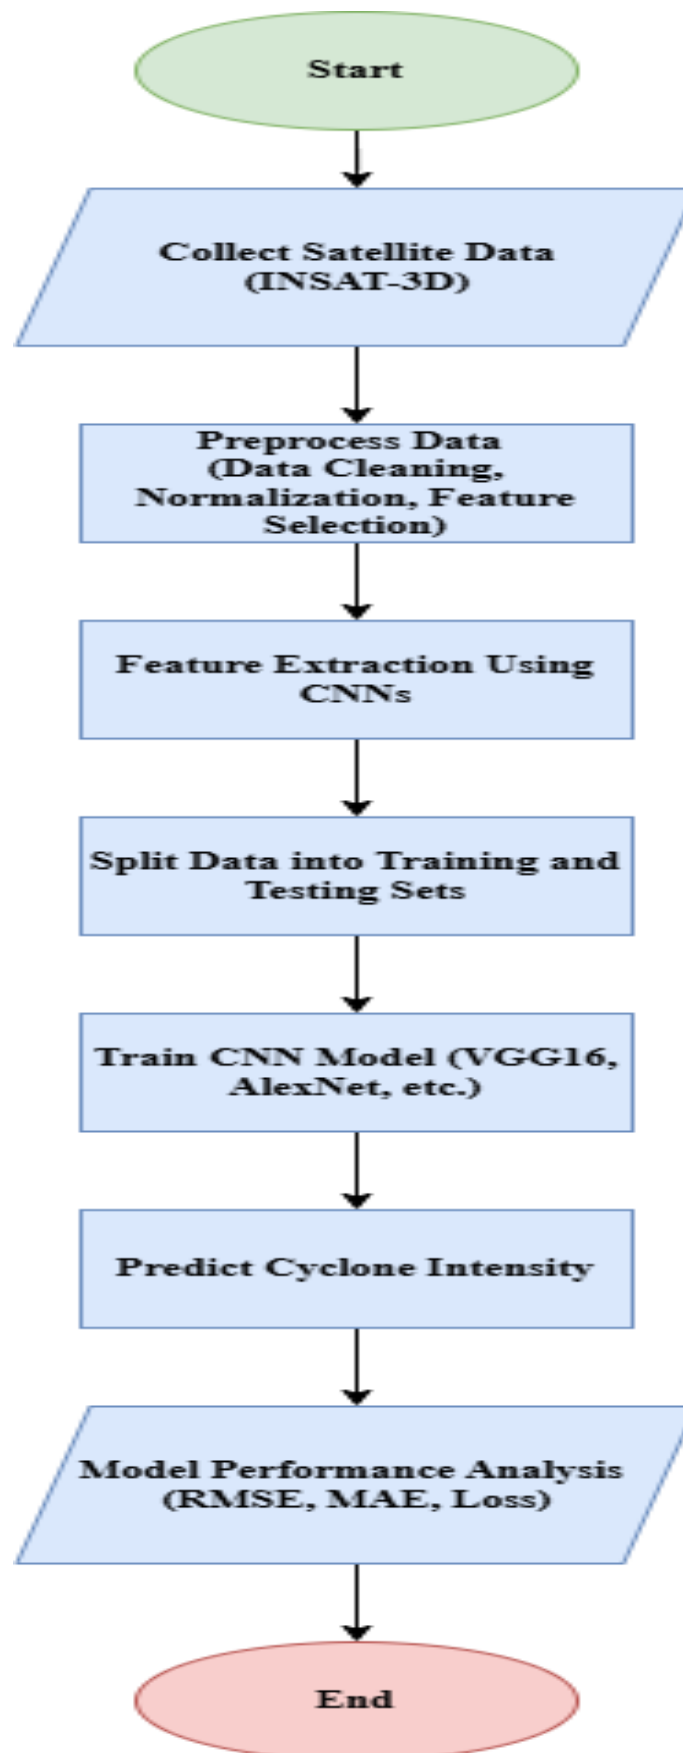 Start
Collect Satellite Data
(INSAT-3D)
Preprocess Data
(Data Cleaning,
Normalization, Feature
Selection)
Feature Extraction Using
CNNs
Split Data into Training and
Testing Sets
Train CNN Model (VGG16,
AlexNet, etc.)
Predict Cyclone Intensity
Model Performance Analysis
(RMSE, MAE, Loss)
End